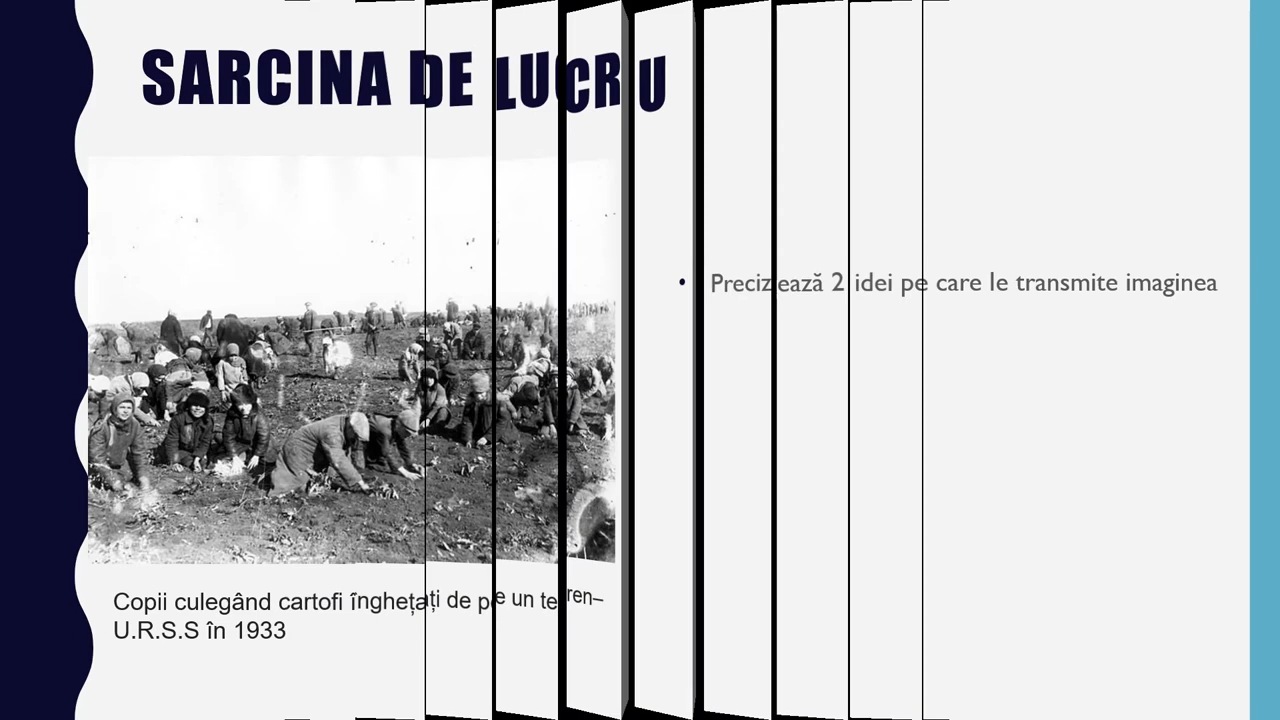 SARCINA DE LUCRU
• Precizează 2 idei pe care le transmite imaginea
Copii culegând cartofi înghețați de pe un teren–
U.R.S.S în 1933